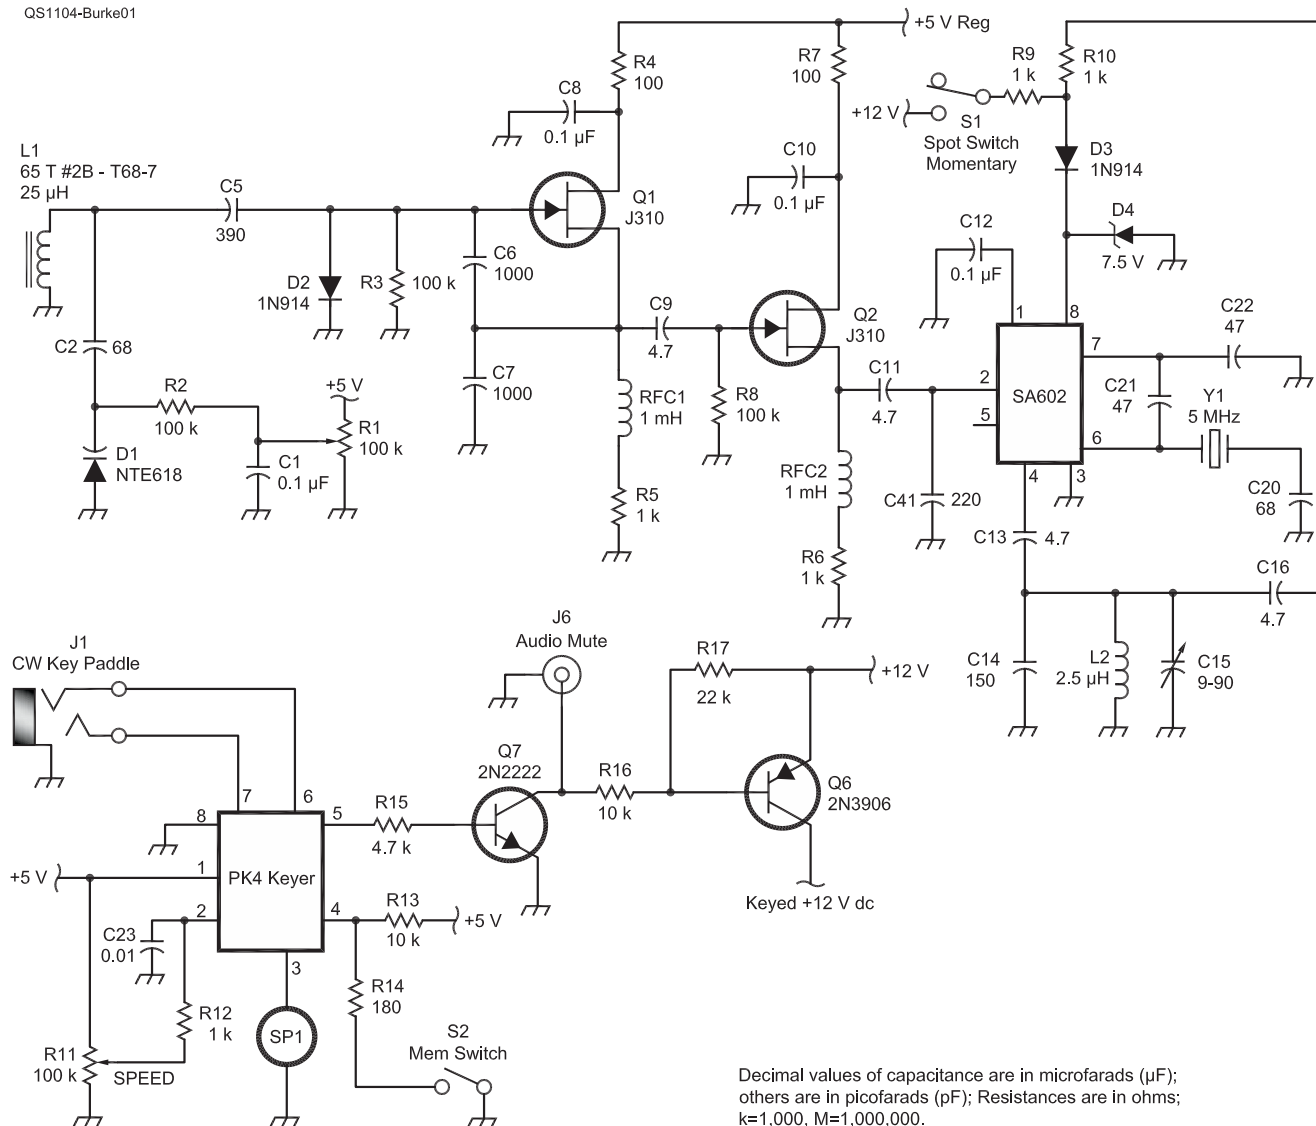 QS1104-Burke01
+5 V Reg
R4
100
R7
100
R9
1 k
R10
1 k
C8
0.1 µF
+12 V
S1
Spot Switch
Momentary
L1
65 T #2B - T68-7
25 µH
C10
0.1 µF
D3
1N914
C5
390
Q1
J310
D4
7.5 V
C12
0.1 µF
D2
1N914
R3
100 k
C6
1000
C9
4.7
Q2
J310
1
8
C22
47
C2
68
7
C11
4.7
2
SA602
C21
47
Y1
5 MHz
R2
100 k
+5 V
R1
100 k
C7
1000
RFC1
1 mH
R8
100 k
5
6
D1
NTE618
C1
0.1 µF
RFC2
1 mH
4
3
C20
68
R5
1 k
C41
220
C13
4.7
R6
1 k
C16
4.7
J1
CW Key Paddle
J6
Audio Mute
R17
22 k
+12 V
C14
150
L2
2.5 µH
C15
9-90
Q7
2N2222
R16
10 k
Q6
2N3906
7
6
8
5
R15
4.7 k
+5 V
1
PK4 Keyer
Keyed +12 V dc
2
4
R13
10 k
+5 V
C23
0.01
3
R14
180
R12
1 k
SP1
S2
Mem Switch
R11
100 k
SPEED
Decimal values of capacitance are in microfarads (µF);
others are in picofarads (pF); Resistances are in ohms;
k=1,000, M=1,000,000.